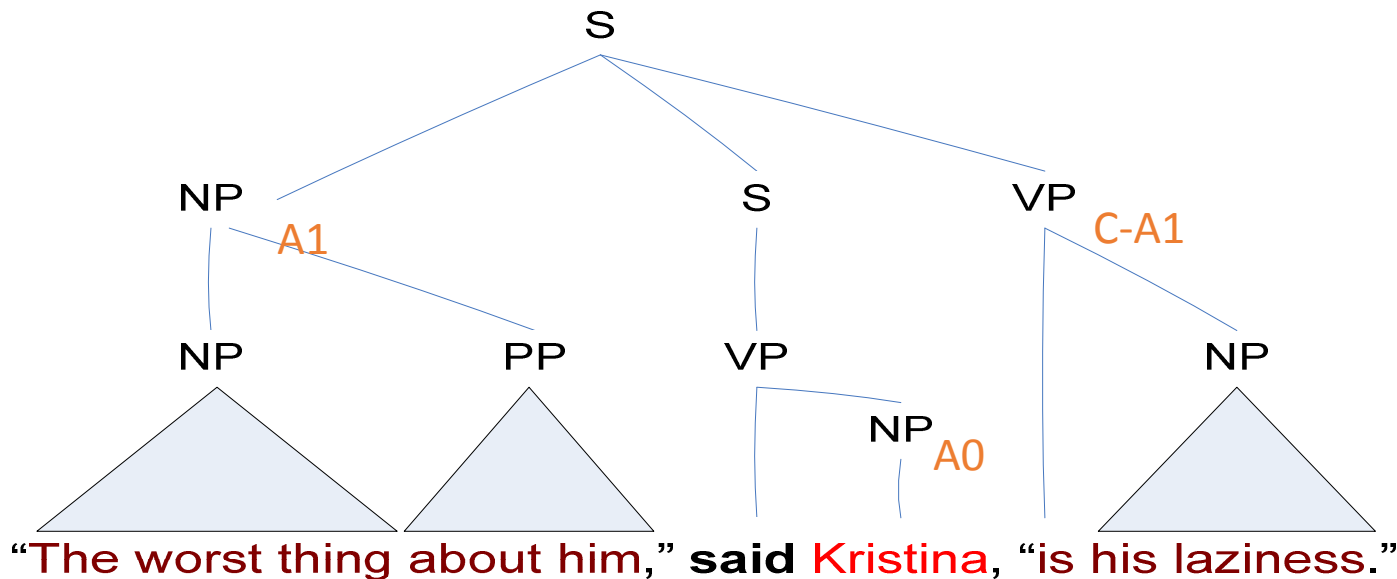 S
NP S VP
A1 C-A1
NP PP VP NP
NP A0
“The worst thing about him,” said Kristina, “is his laziness.”